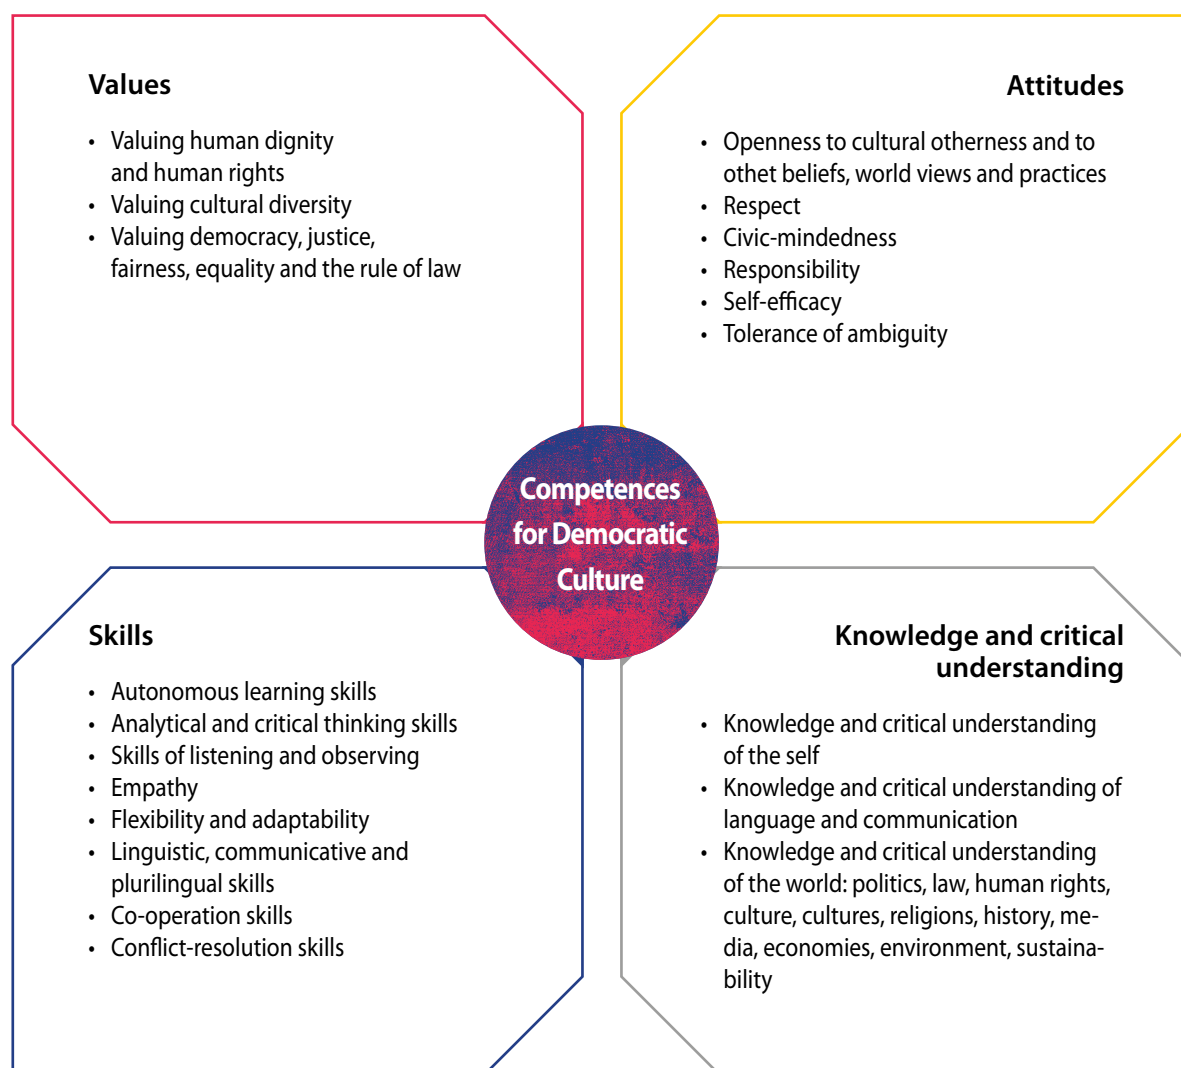 Values
• Valuing human dignity
and human rights
• Valuing cultural diversity
• Valuing democracy, justice,
fairness, equality and the rule of law
Attitudes
• Openness to cultural otherness and to
othet beliefs, world views and practices
• Respect
• Civic-mindedness
• Responsibility
• Self-efficacy
• Tolerance of ambiguity
Competences
for Democratic
Culture
Skills
• Autonomous learning skills
• Analytical and critical thinking skills
• Skills of listening and observing
• Empathy
• Flexibility and adaptability
• Linguistic, communicative and
plurilingual skills
• Co-operation skills
• Conflict-resolution skills
Knowledge and critical
understanding
• Knowledge and critical understanding
of the self
• Knowledge and critical understanding of
language and communication
• Knowledge and critical understanding
of the world: politics, law, human rights,
culture, cultures, religions, history, me-
dia, economies, environment, sustaina-
bility